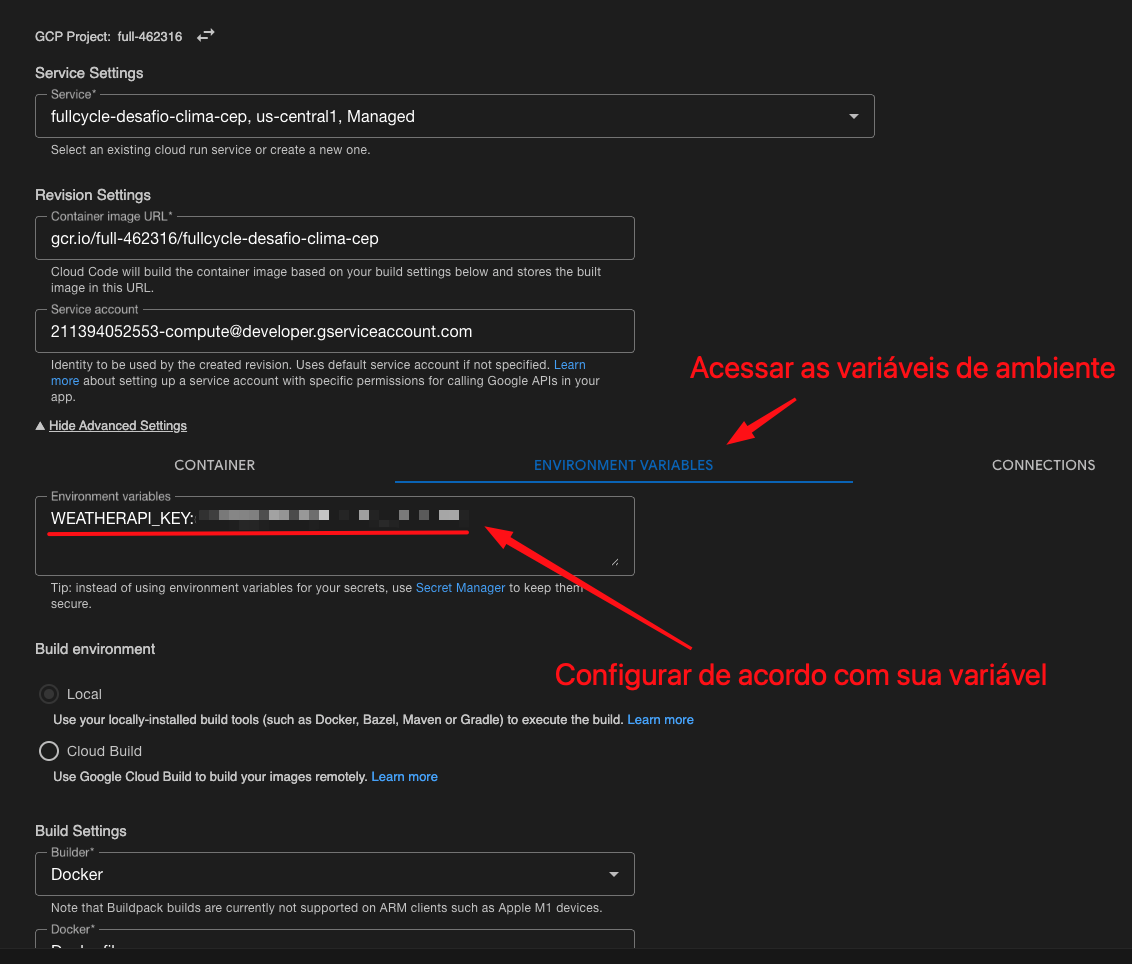 GCP Project: full-462316
Service Settings
Service*
fullcycle-desafio-clima-cep, us-central1, Managed
Select an existing cloud run service or create a new one.
Revision Settings
Container image URL*
gcr.io/full-462316/fullcycle-desafio-clima-cep
Cloud Code will build the container image based on your build settings below and stores the built
image in this URL.
Service account
211394052553-compute@developer.gserviceaccount.com
Identity to be used by the created revision. Uses default service account if not specified. Learn
more about setting up a service account with specific permissions for calling Google APIs in your
app.
Acessar as variáveis de ambiente
Hide Advanced Settings
CONTAINER
ENVIRONMENT VARIABLES
CONNECTIONS
Environment variables
WEATHERAPI_KEY:
Tip: instead of using environment variables for your secrets, use Secret Manager to keep them
secure.
Build environment
Configurar de acordo com sua variável
Local
Use your locally-installed build tools (such as Docker, Bazel, Maven or Gradle) to execute the build. Learn more
Cloud Build
Use Google Cloud Build to build your images remotely. Learn more
Build Settings
Builder*
Docker
Note that Buildpack builds are currently not supported on ARM clients such as Apple M1 devices.
Docker*